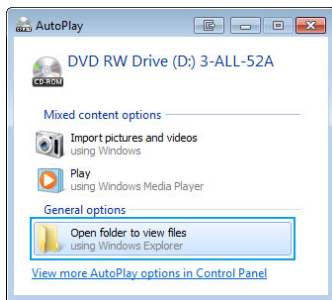 AutoPlay
DVD RW Drive (D:) 3-ALL-52A
CD-ROM
Mixed content options
Import pictures and videos
using Windows
Play
using Windows Media Player
General options
Open folder to view files
using Windows Explorer
View more AutoPlay options in Control Panel